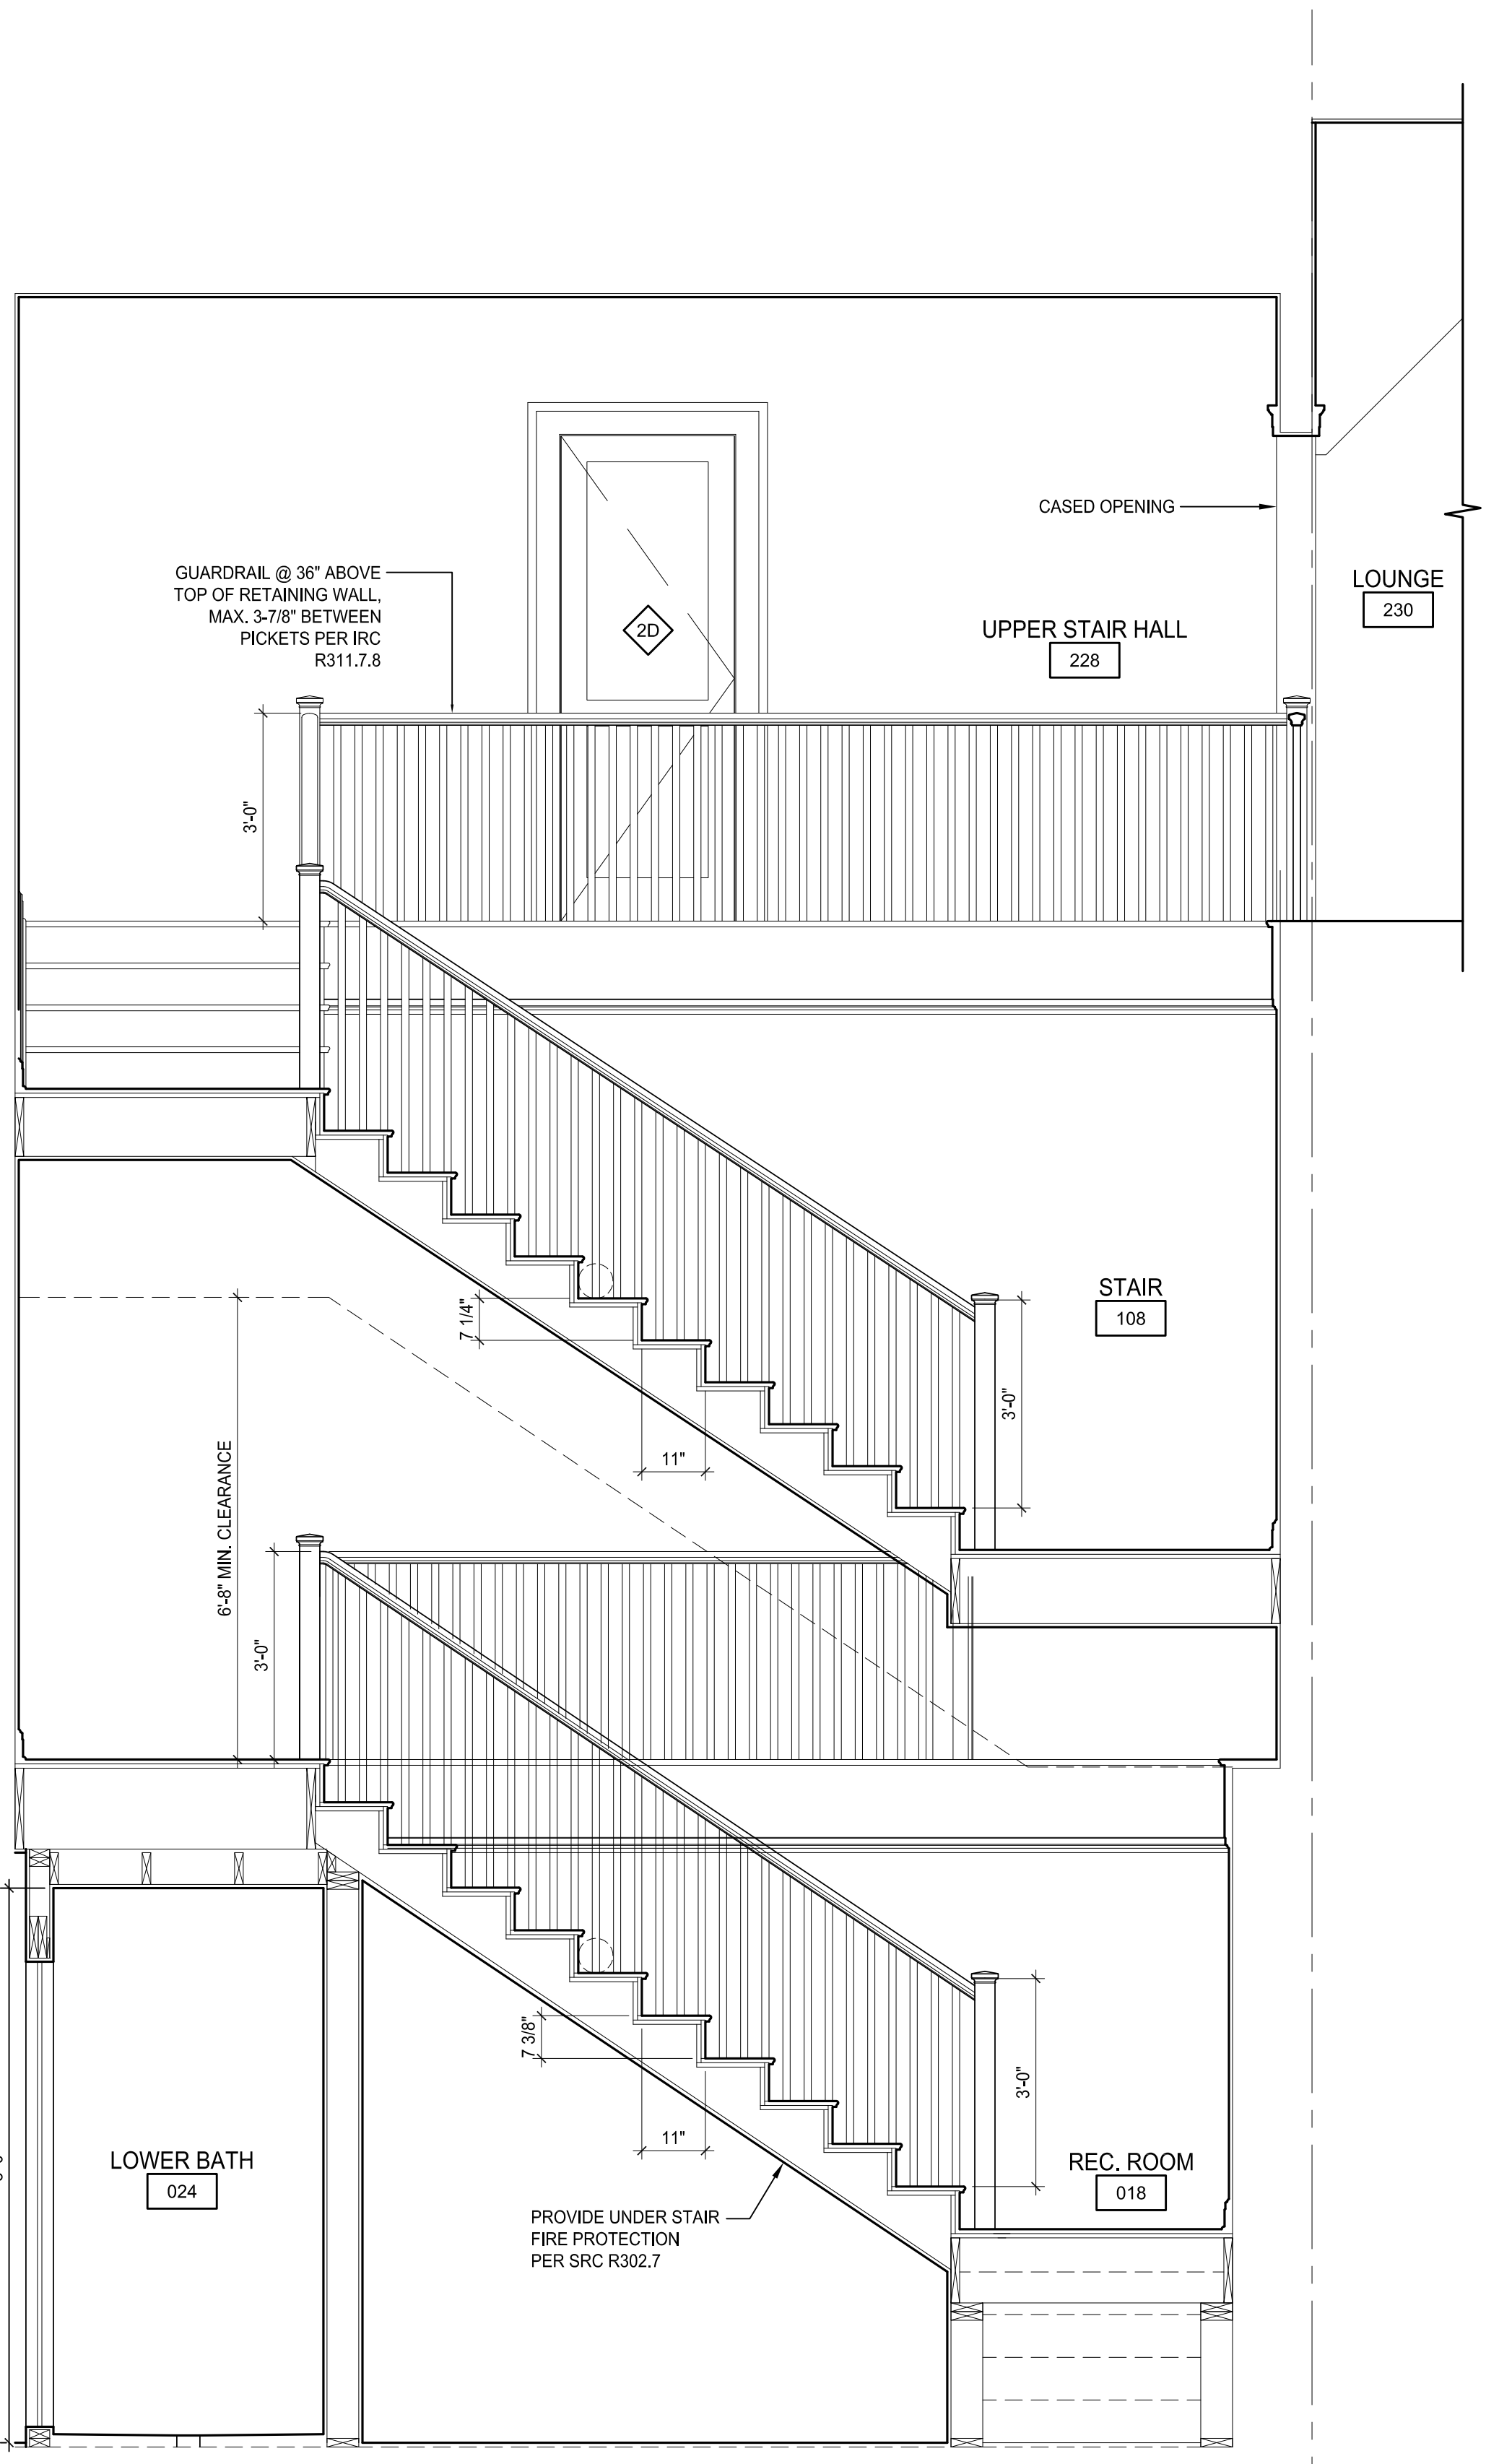 CASED OPENING
LOUNGE
230
GUARDRAIL @ 36" ABOVE
TOP OF RETAINING WALL,
MAX. 3-7/8" BETWEEN
PICKETS PER IRC
R311.7.8
2D
UPPER STAIR HALL
228
3'-0"
STAIR
108
7 1/4"
11"
3'-0"
6'-8" MIN. CLEARANCE
3'-0"
7 3/8"
11"
3'-0"
LOWER BATH
024
REC. ROOM
018
PROVIDE UNDER STAIR
FIRE PROTECTION
PER SRC R302.7